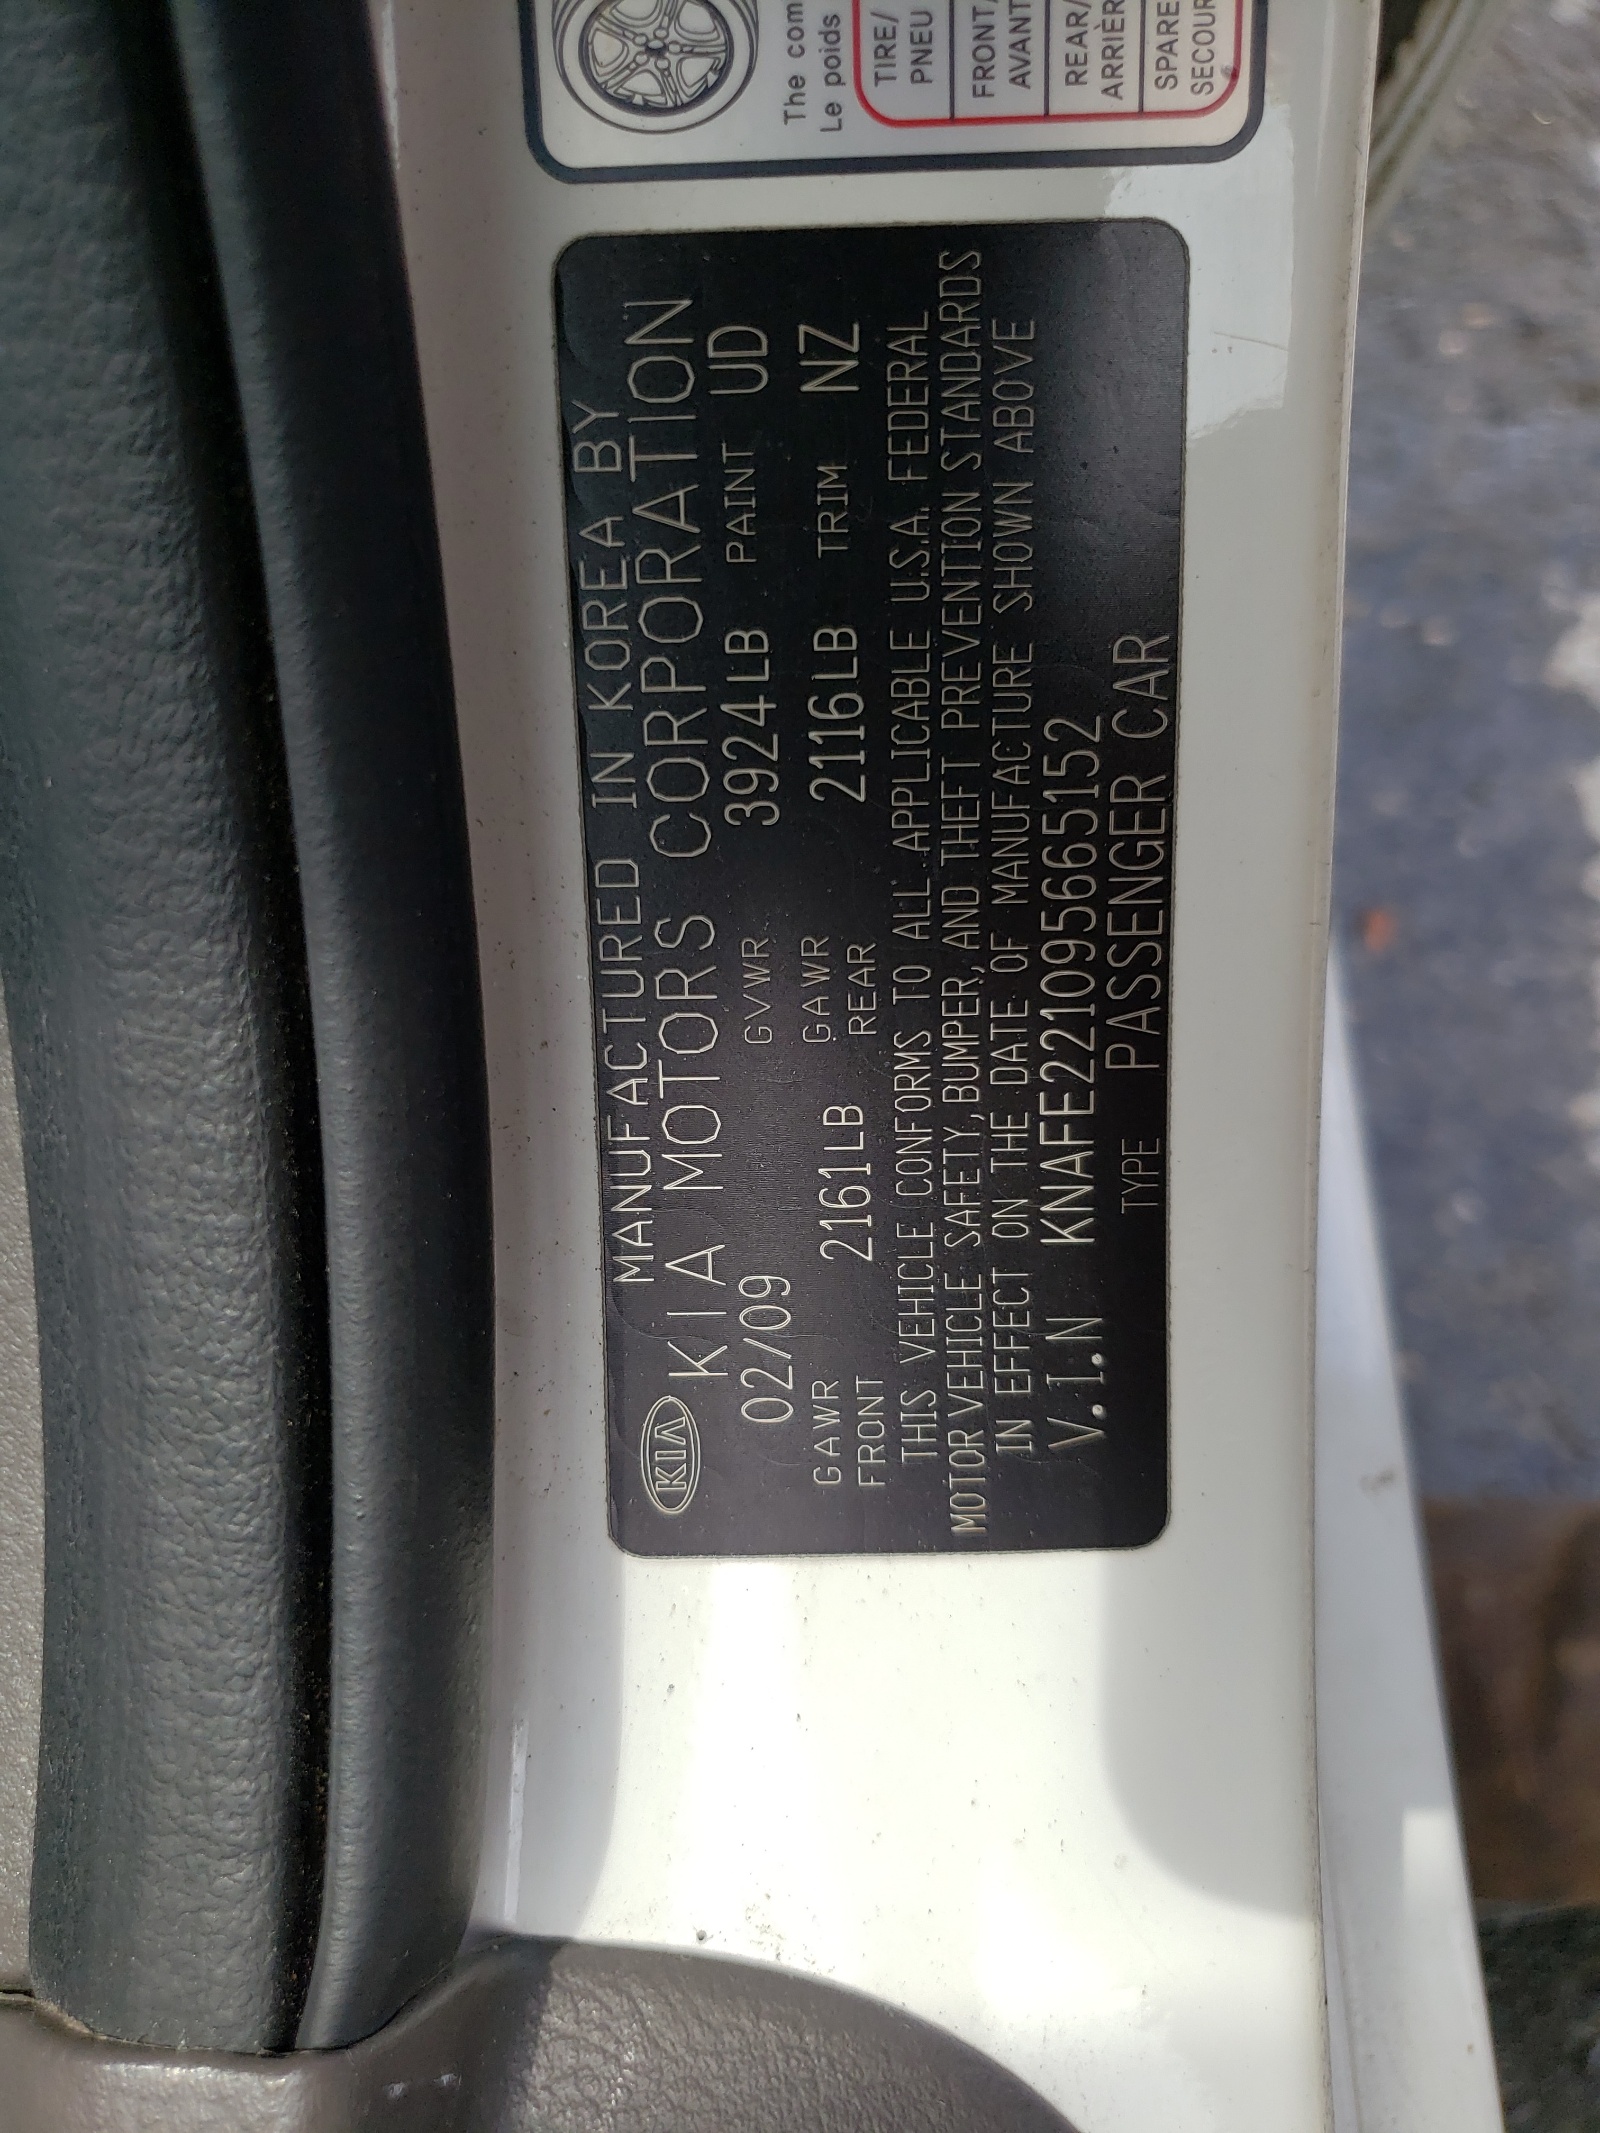 KIA
MANUFACTURED IN KOREA BY
KIA MOTORS CORPORATION
02/09 GVWR 3924LB PAINT UD
GAWR FRONT 2161LB GAWR REAR 2116LB TRIM NZ
THIS VEHICLE CONFORMS TO ALL APPLICABLE U.S.A. FEDERAL
MOTOR VEHICLE SAFETY, BUMPER, AND THEFT PREVENTION STANDARDS
IN EFFECT ON THE DATE OF MANUFACTURE SHOWN ABOVE
V.I.N KNAFE221095665152
TYPE PASSENGER CAR
The com
Le poids
TIRE/
PNEU
FRONT/
AVANT
REAR/
ARRIÈR
SPARE
SECOUR